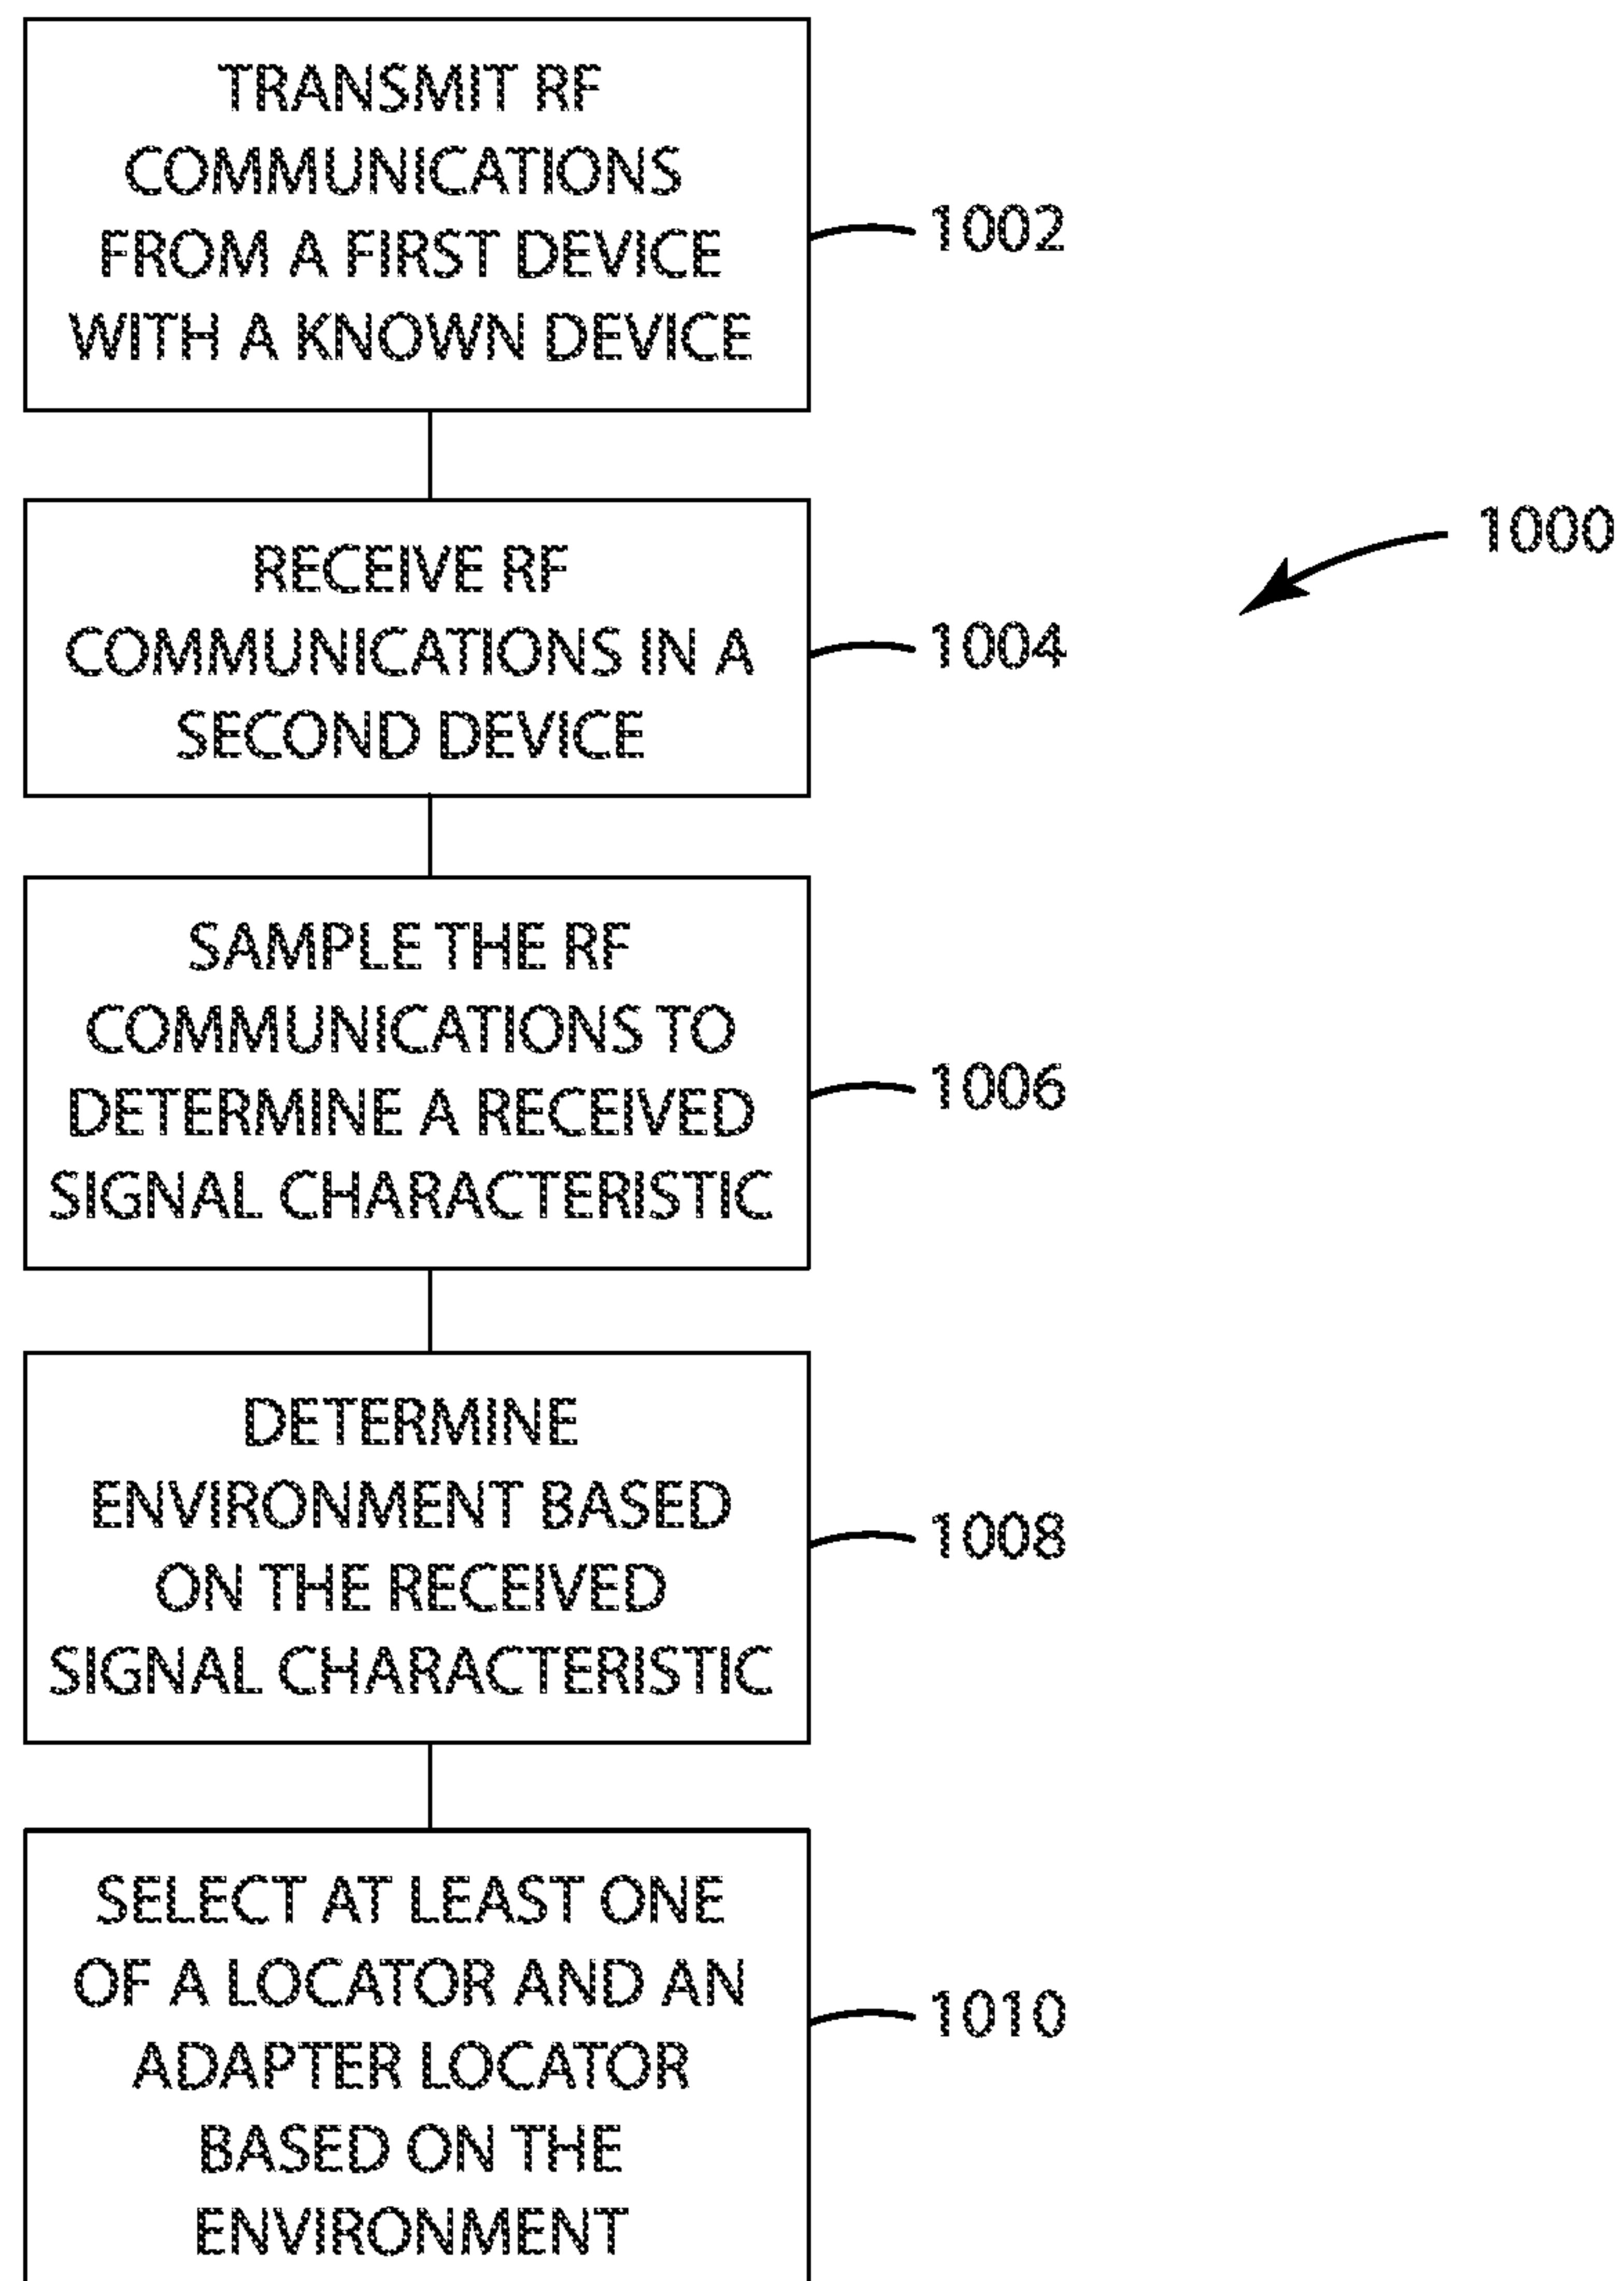 TRANSMIT RF
COMMUNICATIONS
FROM A FIRST DEVICE
WITH A KNOWN DEVICE
1002
RECEIVE RF
COMMUNICATIONS IN A
SECOND DEVICE
1004
1000
SAMPLE THE RF
COMMUNICATIONS TO
DETERMINE A RECEIVED
SIGNAL CHARACTERISTIC
1006
DETERMINE
ENVIRONMENT BASED
ON THE RECEIVED
SIGNAL CHARACTERISTIC
1008
SELECT AT LEAST ONE
OF A LOCATOR AND AN
ADAPTER LOCATOR
BASED ON THE
ENVIRONMENT
1010